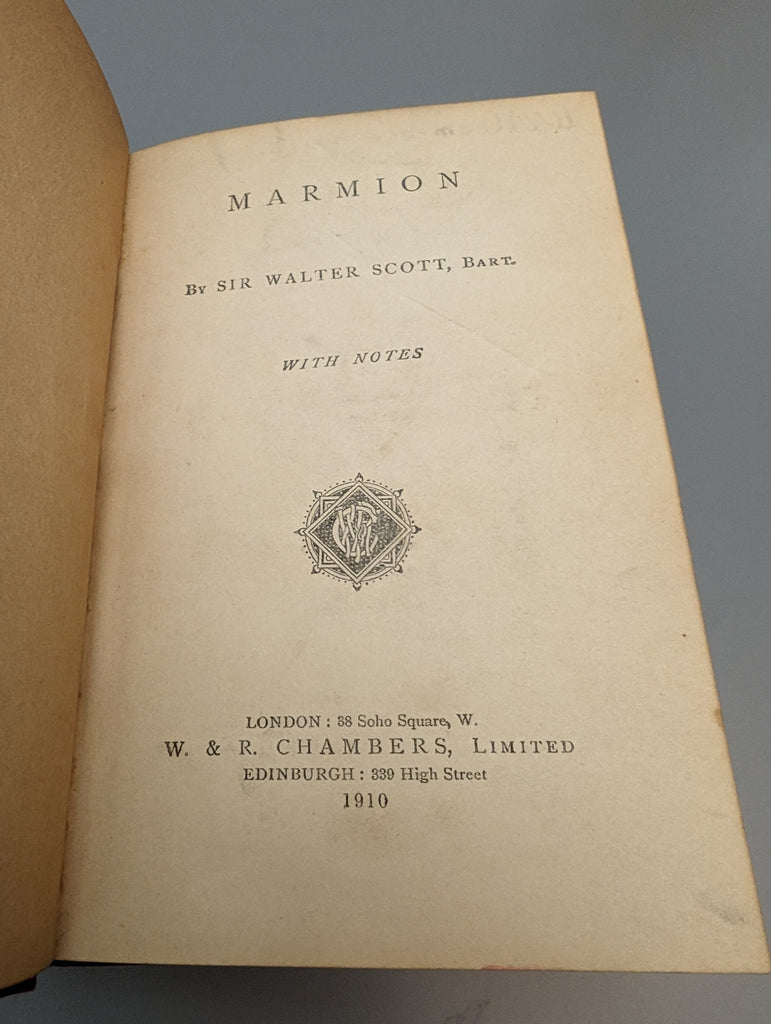 MARMION
By SIR WALTER SCOTT, BART.
WITH NOTES
LONDON: 38 Soho Square, W.
W. & R. CHAMBERS, LIMITED
EDINBURGH: 339 High Street
1910